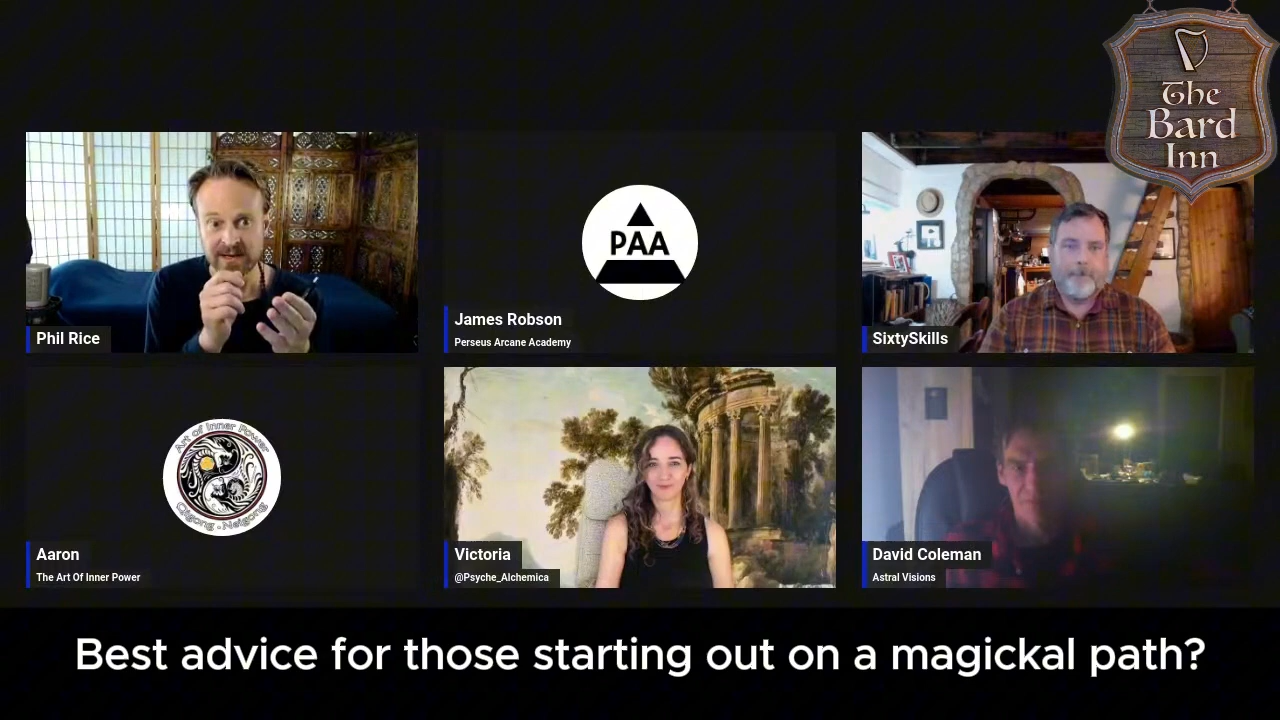 The
Bard
Inn
Phil Rice
PAA
James Robson
Perseus Arcane Academy
SixtySkills
Art of Inner Power
Qigong - Neigong
Aaron
The Art Of Inner Power
Victoria
@Psyche_Alchemica
David Coleman
Astral Visions
Best advice for those starting out on a magickal path?